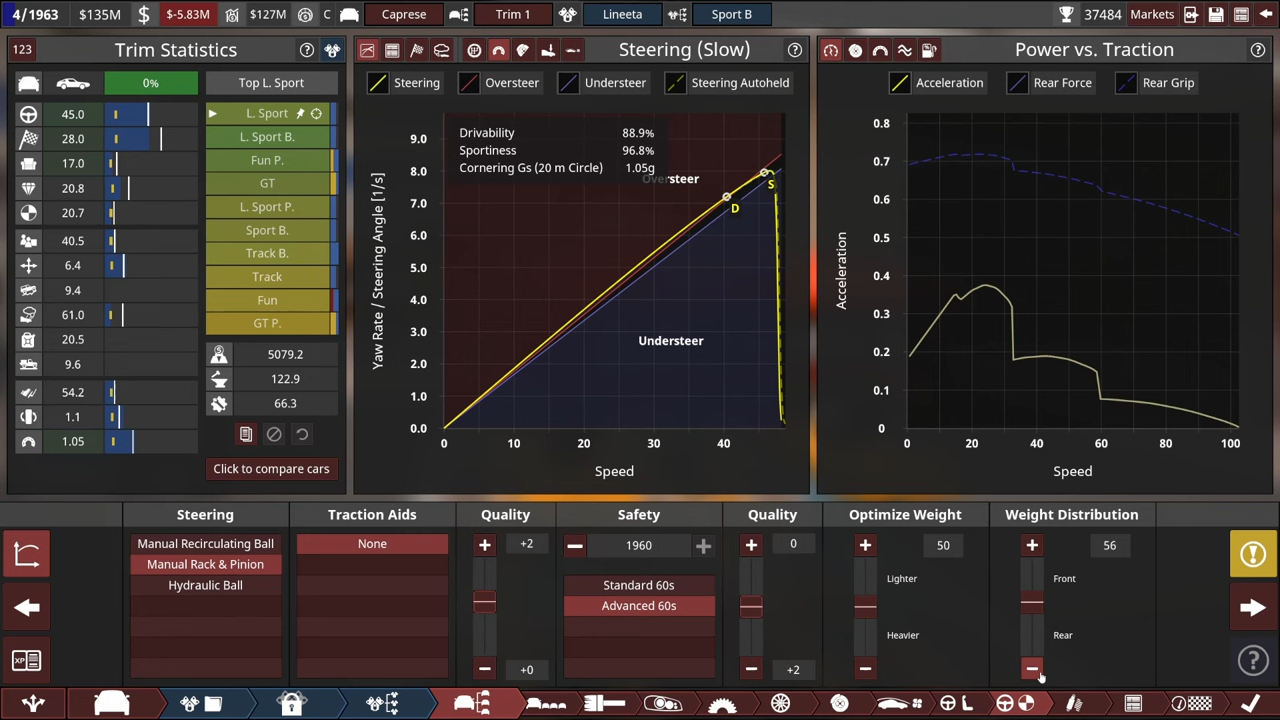 4/1963
$135M
$-5.83M
$127M
C
Caprese
Trim 1
Lineeta
Sport B
37484
Markets
123
Trim Statistics
0%
Top L. Sport
45.0
28.0
17.0
20.8
20.7
40.5
6.4
9.4
61.0
20.5
9.6
54.2
1.1
1.05
L. Sport
L. Sport B.
Fun P.
GT
L. Sport P.
Sport B.
Track B.
Track
Fun
GT P.
5079.2
122.9
66.3
Click to compare cars
Steering (Slow)
Steering
Oversteer
Understeer
Steering Autoheld
Drivability 88.9%
Sportiness 96.8%
Cornering Gs (20 m Circle) 1.05g
Oversteer
Understeer
D
S
Yaw Rate / Steering Angle [1/s]
9.0
8.0
7.0
6.0
5.0
4.0
3.0
2.0
1.0
0.0
0 10 20 30 40
Speed
Power vs. Traction
Acceleration
Rear Force
Rear Grip
Acceleration
0.8
0.7
0.6
0.5
0.4
0.3
0.2
0.1
0
0 20 40 60 80 100
Speed
Steering
Manual Recirculating Ball
Manual Rack & Pinion
Hydraulic Ball
Traction Aids
None
Quality
+2
+0
Safety
1960
Standard 60s
Advanced 60s
Quality
0
+2
Optimize Weight
50
Lighter
Heavier
Weight Distribution
56
Front
Rear
XP